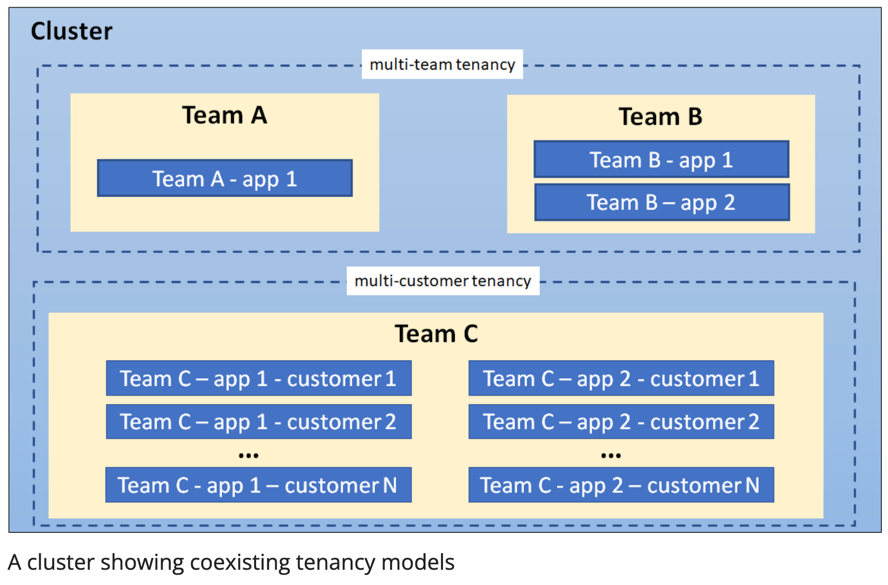 Cluster
multi-team tenancy
Team A
Team A - app 1
Team B
Team B - app 1
Team B – app 2
multi-customer tenancy
Team C
Team C – app 1 - customer 1
Team C – app 1 - customer 2
...
Team C - app 1 – customer N
Team C – app 2 - customer 1
Team C – app 2 - customer 2
...
Team C - app 2 – customer N
A cluster showing coexisting tenancy models